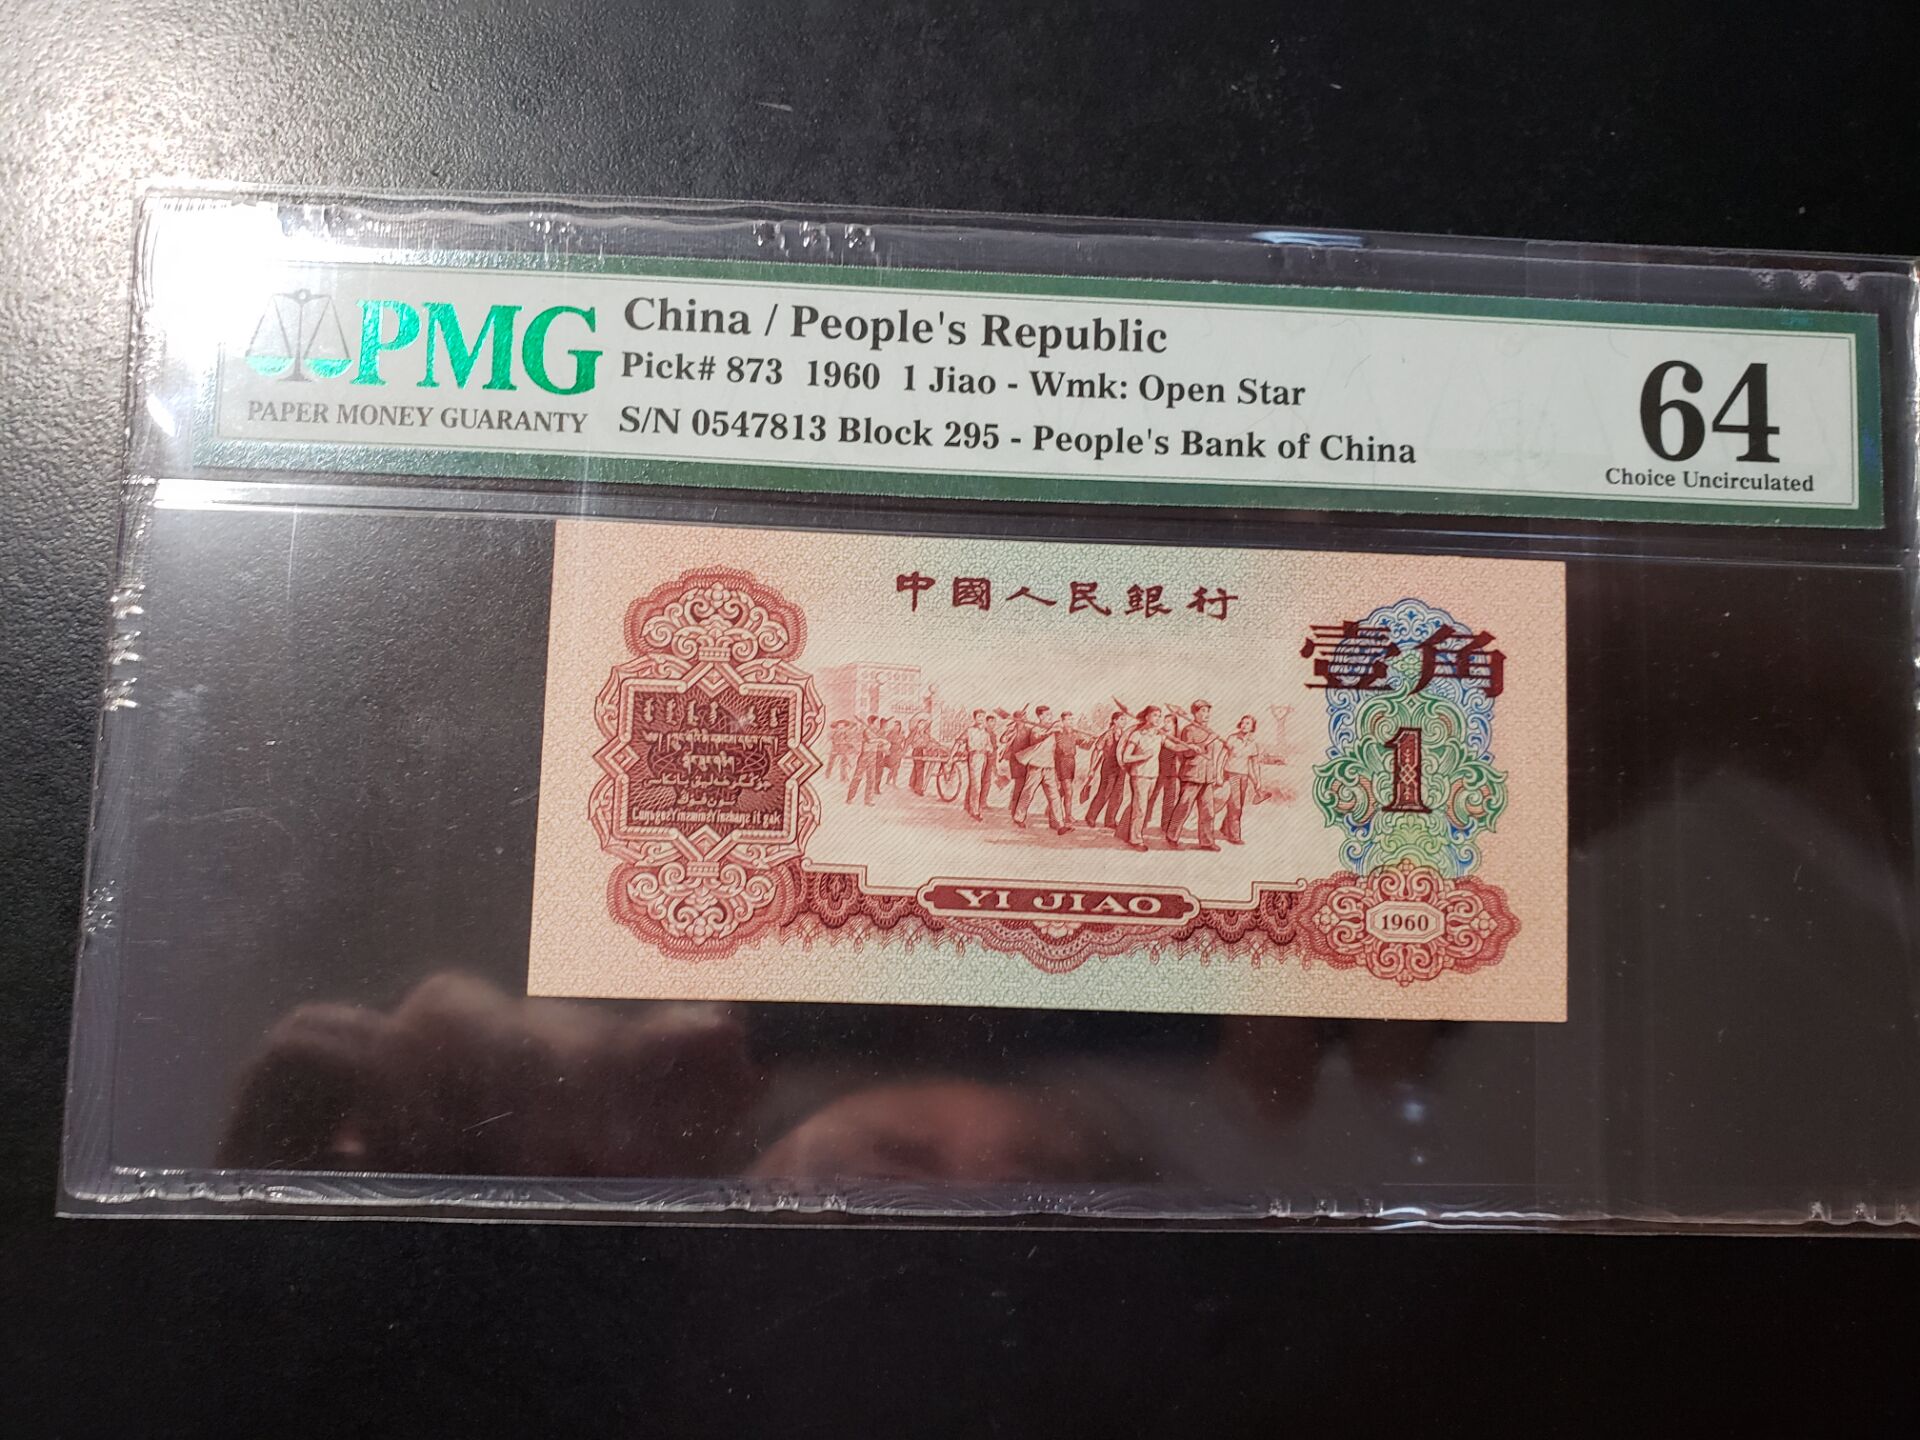 PMG
PAPER MONEY GUARANTY
China / People's Republic
Pick# 873 1960 1 Jiao - Wmk: Open Star
S/N 0547813 Block 295 - People's Bank of China
64
Choice Uncirculated
中國人民銀行
壹角
1
YI JIAO
1960